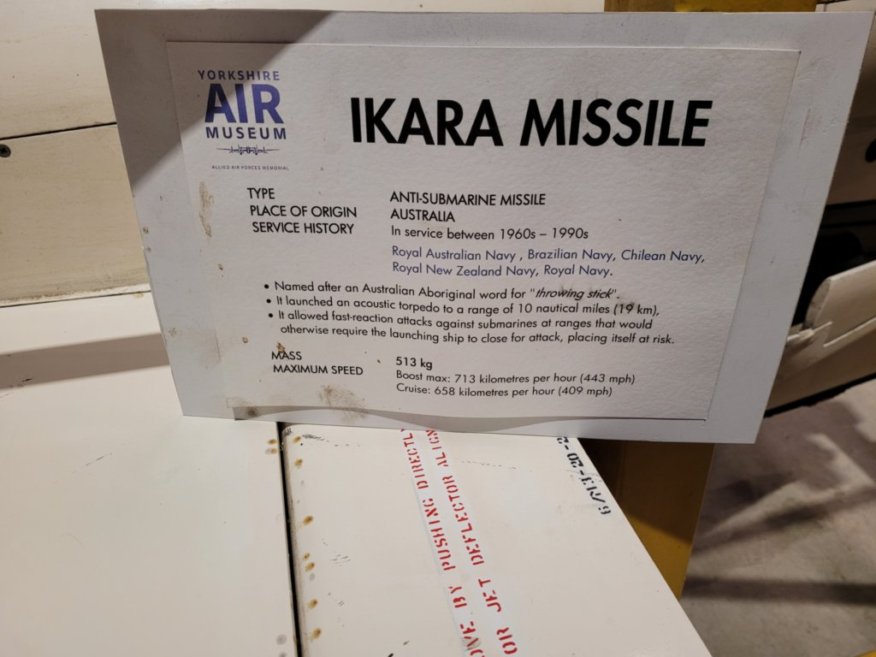 YORKSHIRE
AIR
MUSEUM
ALLIED AIR FORCES MEMORIAL
IKARA MISSILE
TYPE ANTI-SUBMARINE MISSILE
PLACE OF ORIGIN AUSTRALIA
SERVICE HISTORY In service between 1960s – 1990s
Royal Australian Navy , Brazilian Navy, Chilean Navy,
Royal New Zealand Navy, Royal Navy.
• Named after an Australian Aboriginal word for "throwing stick".
• It launched an acoustic torpedo to a range of 10 nautical miles (19 km),
• It allowed fast-reaction attacks against submarines at ranges that would
otherwise require the launching ship to close for attack, placing itself at risk.
MASS 513 kg
MAXIMUM SPEED Boost max: 713 kilometres per hour (443 mph)
Cruise: 658 kilometres per hour (409 mph)
BY PUSHING DIRECTLY
OR JET DEFLECTOR ALIGN